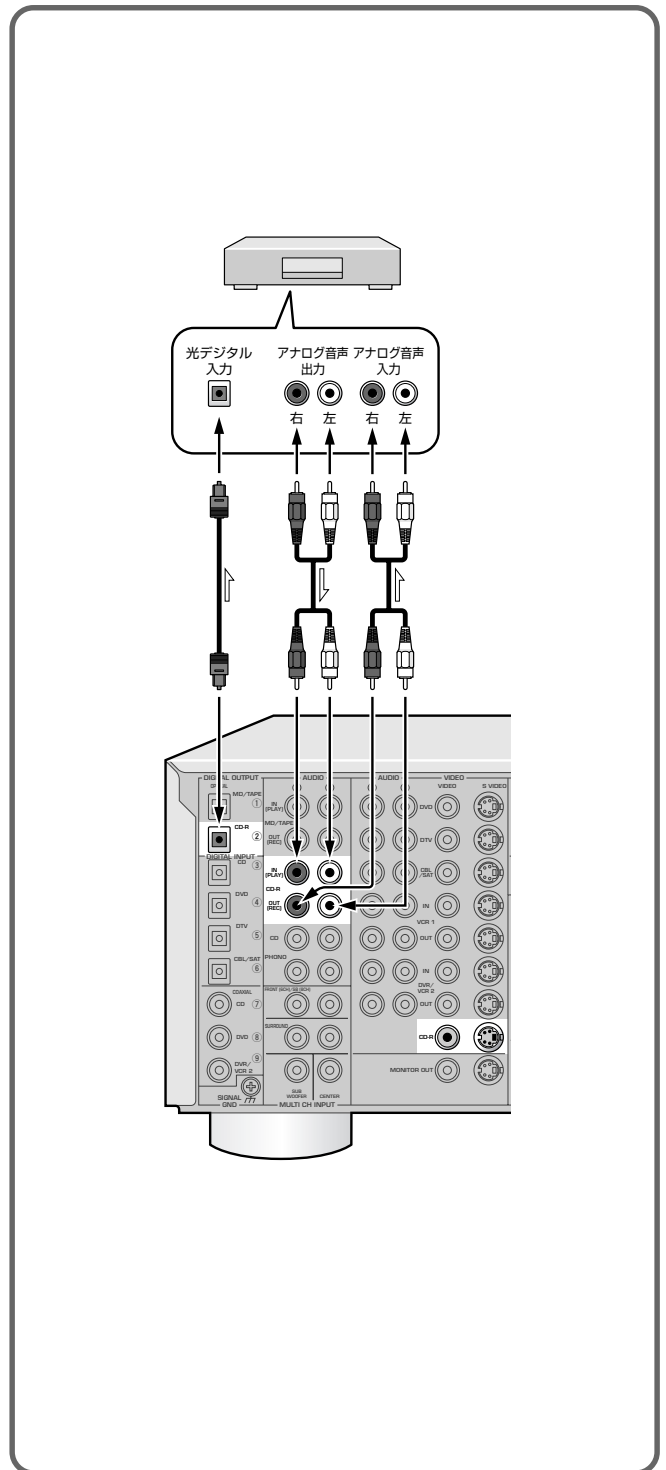 光デジタル
入力
アナログ音声
出力
アナログ音声
入力
右
左
右
左
DIGITAL OUTPUT
MD/TAPE
①
CD-R
②
DIGITAL INPUT
CD ③
DVD
④
DTV
⑤
CBL/SAT
⑥
COAXIAL
CD ⑦
DVD ⑧
⑨
DVR/
VCR 2
SIGNAL
GND
AUDIO
IN
(PLAY)
MD/TAPE
OUT
(REC)
IN
(PLAY)
CD-R
OUT
(REC)
CD
PHONO
FRONT (6CH)/SB (8CH)
SURROUND
SUB
WOOFER
CENTER
MULTI CH INPUT
AUDIO
VIDEO
VIDEO
S VIDEO
DVD
DTV
CBL
/SAT
IN
VCR 1
OUT
IN
DVR/
VCR 2
OUT
CD-R
MONITOR OUT